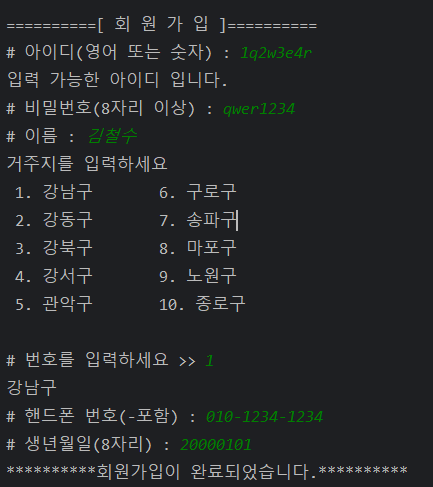 ==========[ 회 원 가 입 ]==========
# 아이디(영어 또는 숫자) : 1q2w3e4r
입력 가능한 아이디 입니다.
# 비밀번호(8자리 이상) : qwer1234
# 이름 : 김철수
거주지를 입력하세요
1. 강남구 6. 구로구
2. 강동구 7. 송파구
3. 강북구 8. 마포구
4. 강서구 9. 노원구
5. 관악구 10. 종로구
# 번호를 입력하세요 >> 1
강남구
# 핸드폰 번호(-포함) : 010-1234-1234
# 생년월일(8자리) : 20000101
**********회원가입이 완료되었습니다.**********